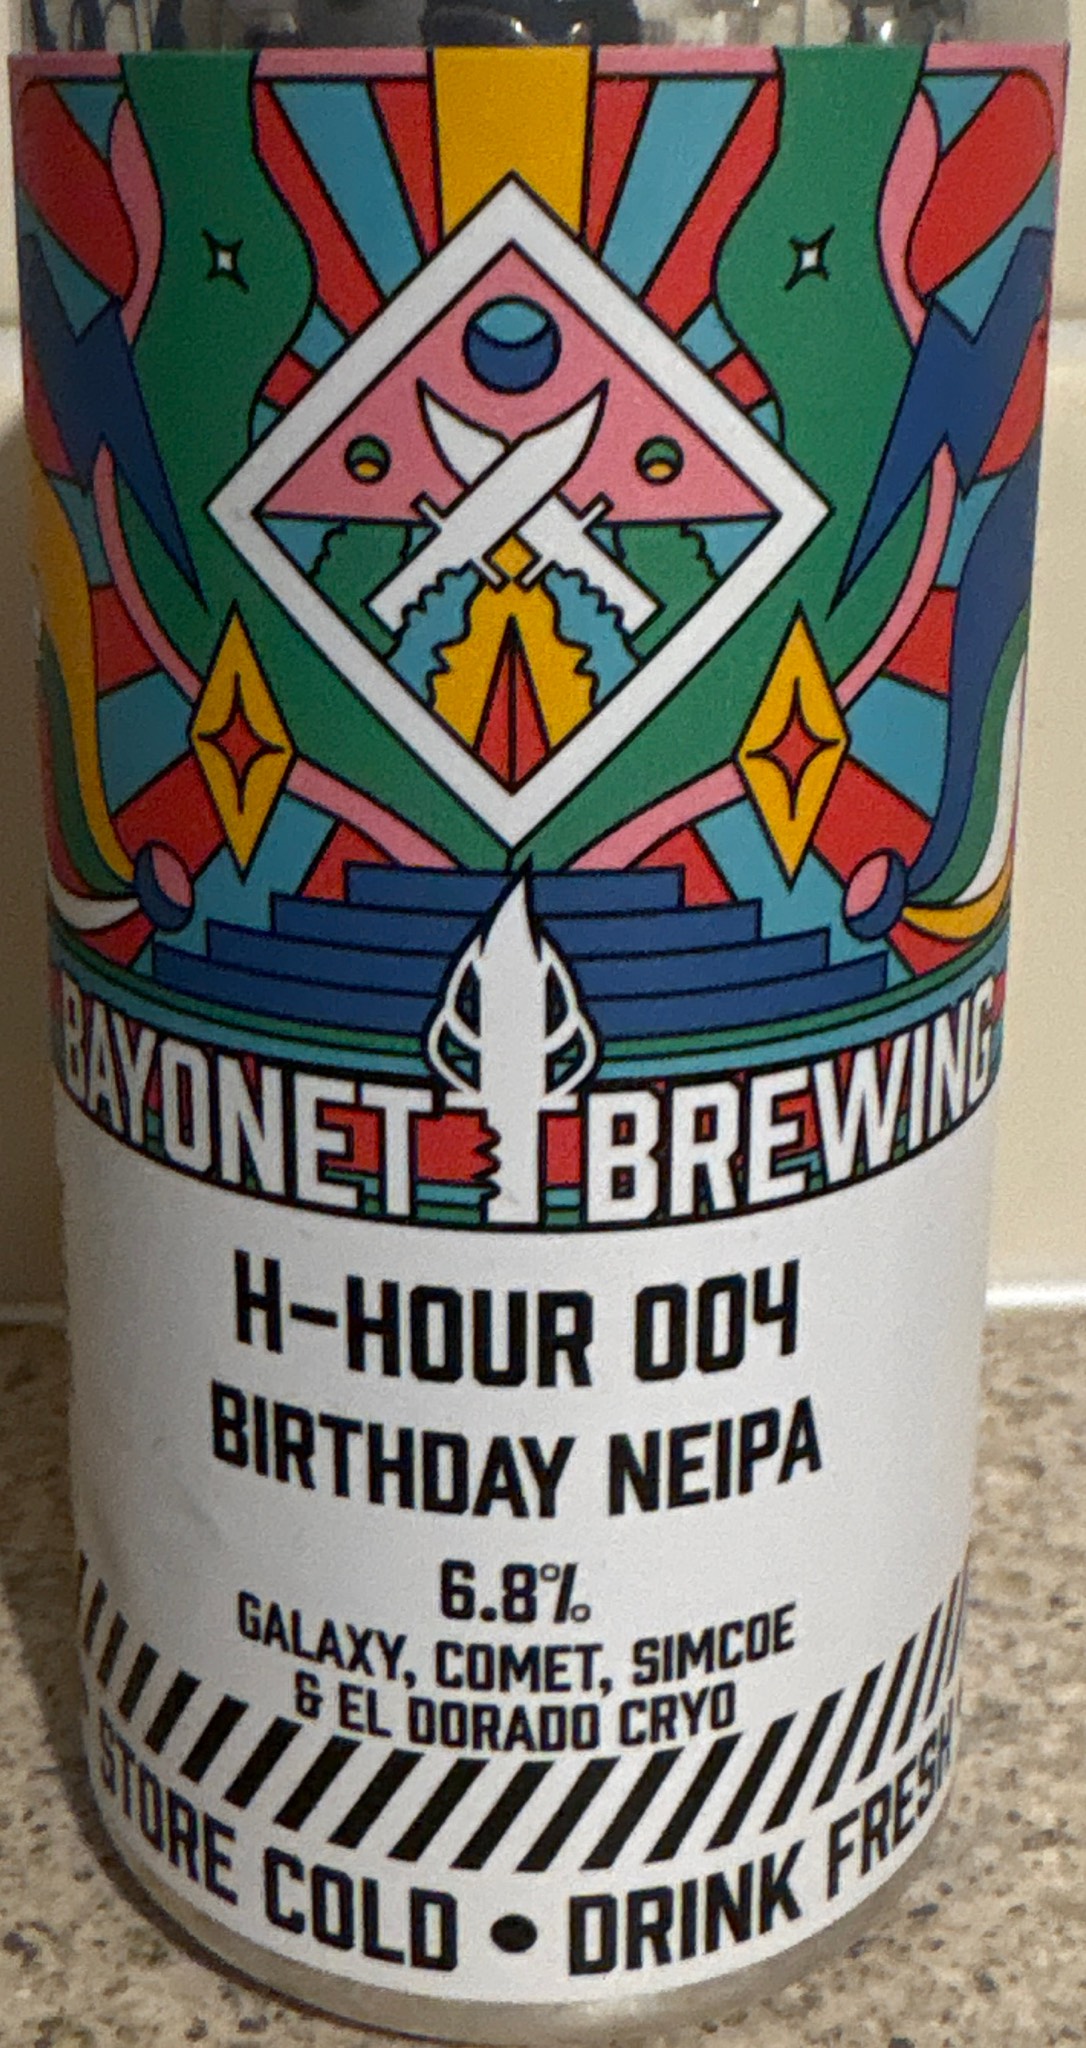 BAYONET BREWING
H-HOUR 004
BIRTHDAY NEIPA
6.8%
GALAXY, COMET, SIMCOE
& EL DORADO CRYO
STORE COLD • DRINK FRESH